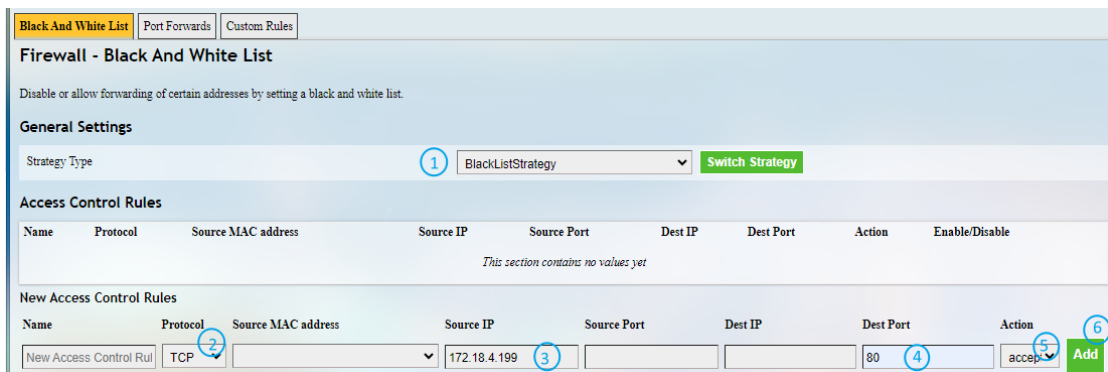 Black And White List Port Forwards Custom Rules
Firewall - Black And White List
Disable or allow forwarding of certain addresses by setting a black and white list.
General Settings
Strategy Type 1 BlackListStrategy Switch Strategy
Access Control Rules
Name Protocol Source MAC address Source IP Source Port Dest IP Dest Port Action Enable/Disable
This section contains no values yet
New Access Control Rules
Name Protocol Source MAC address Source IP Source Port Dest IP Dest Port Action 6
New Access Control Rul TCP 2 172.18.4.199 3 80 4 accep 5 Add